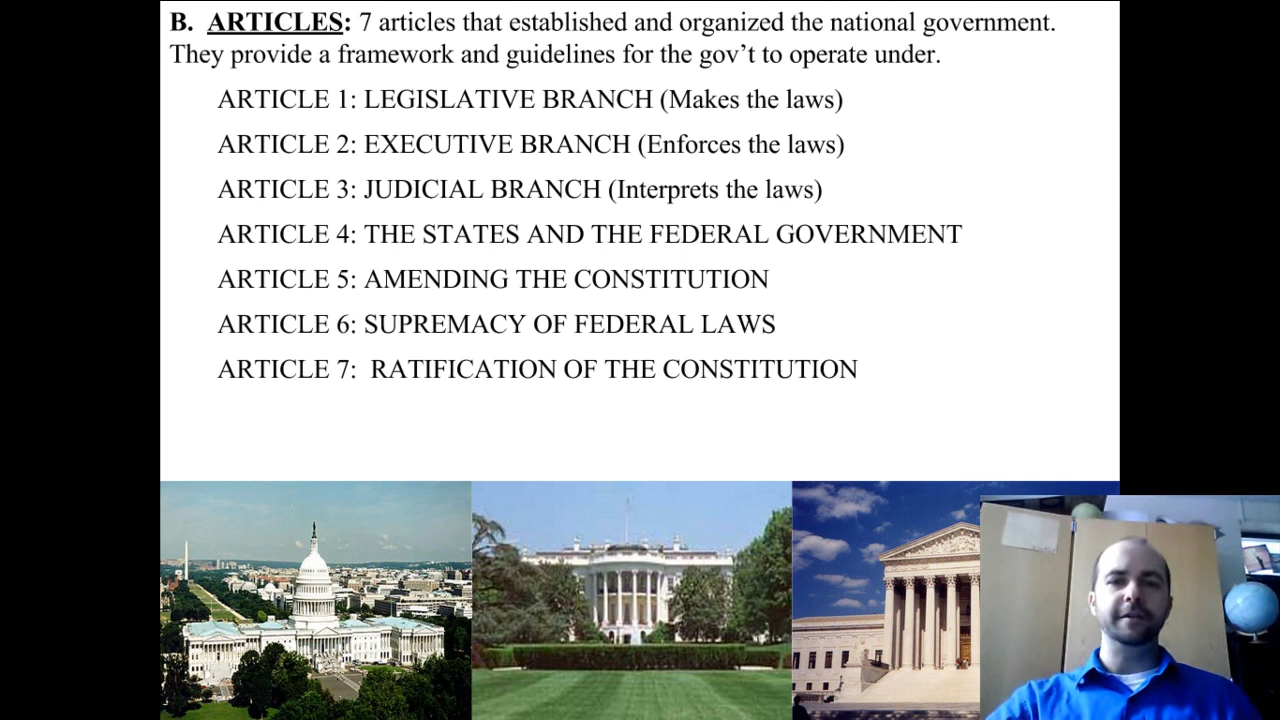 B. ARTICLES: 7 articles that established and organized the national government.
They provide a framework and guidelines for the gov’t to operate under.
ARTICLE 1: LEGISLATIVE BRANCH (Makes the laws)
ARTICLE 2: EXECUTIVE BRANCH (Enforces the laws)
ARTICLE 3: JUDICIAL BRANCH (Interprets the laws)
ARTICLE 4: THE STATES AND THE FEDERAL GOVERNMENT
ARTICLE 5: AMENDING THE CONSTITUTION
ARTICLE 6: SUPREMACY OF FEDERAL LAWS
ARTICLE 7: RATIFICATION OF THE CONSTITUTION